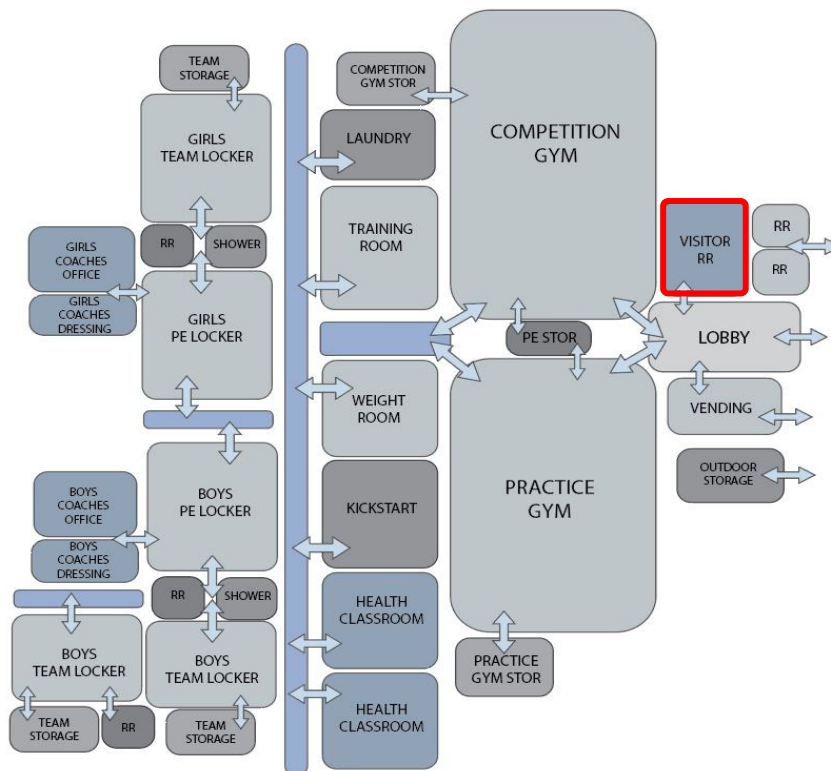 TEAM
STORAGE
GIRLS
TEAM LOCKER
RR
SHOWER
GIRLS
COACHES
OFFICE
GIRLS
COACHES
DRESSING
GIRLS
PE LOCKER
BOYS
PE LOCKER
BOYS
COACHES
OFFICE
BOYS
COACHES
DRESSING
RR
SHOWER
BOYS
TEAM LOCKER
BOYS
TEAM LOCKER
TEAM
STORAGE
RR
TEAM
STORAGE
COMPETITION
GYM STOR
LAUNDRY
TRAINING
ROOM
WEIGHT
ROOM
KICKSTART
HEALTH
CLASSROOM
HEALTH
CLASSROOM
COMPETITION
GYM
PE STOR
PRACTICE
GYM
PRACTICE
GYM STOR
VISITOR
RR
RR
RR
LOBBY
VENDING
OUTDOOR
STORAGE